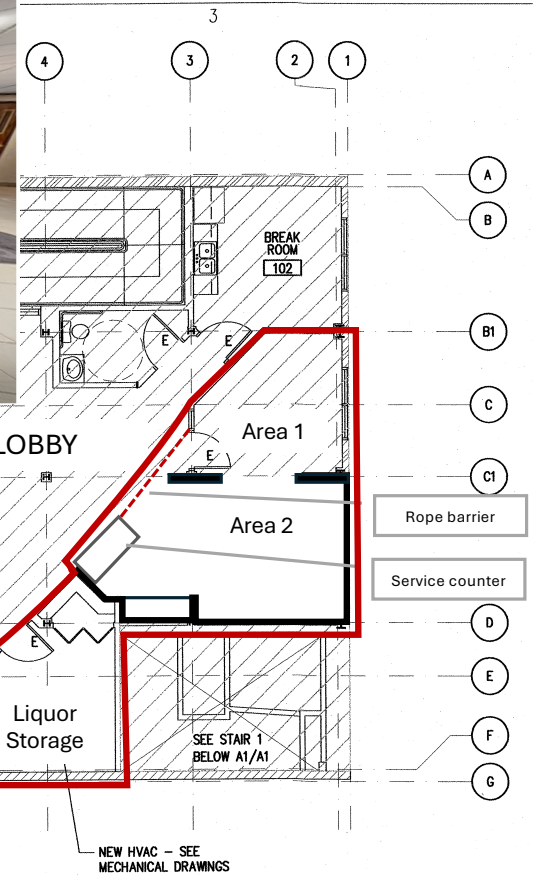 3
4
3
2
1
A
B
BREAK
ROOM
102
B1
E
E
C
LOBBY
Area 1
E
C1
Area 2
Rope barrier
Service counter
D
E
E
Liquor
Storage
SEE STAIR 1
BELOW A1/A1
F
G
NEW HVAC – SEE
MECHANICAL DRAWINGS